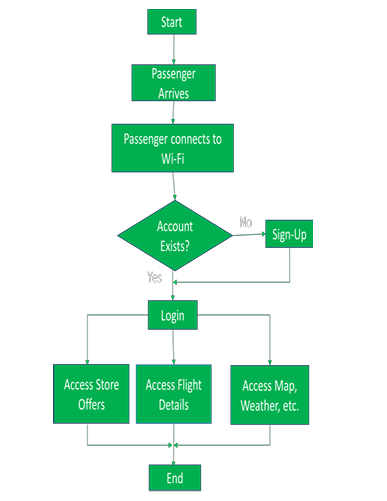 Start
Passenger
Arrives
Passenger connects to
Wi-Fi
Account
Exists?
No
Sign-Up
Yes
Login
Access Store
Offers
Access Flight
Details
Access Map,
Weather, etc.
End